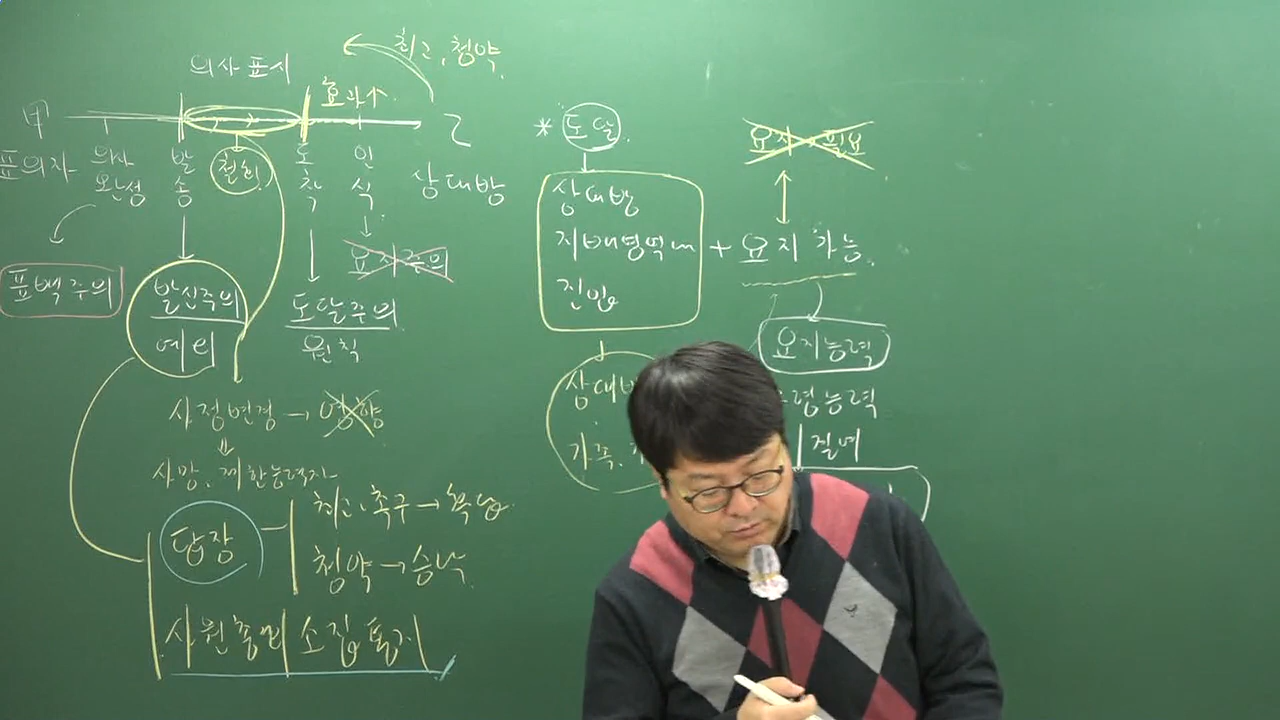 의사표시
최고, 청약
甲
효과↑
乙
표의자
의사
완성
발
송
철회
도
착
인
식
상대방
표백주의
발신주의
예외
도달주의
원칙
요지주의
사정변경 → 영향
사망, 제한능력자
답장
최고, 촉구 → 확답
청약 → 승낙
사원총회 소집통지
* 도달
상대방
지배영역內
진입
+ 요지 가능
요지 필요
요지능력
령능력
상대방
가족,